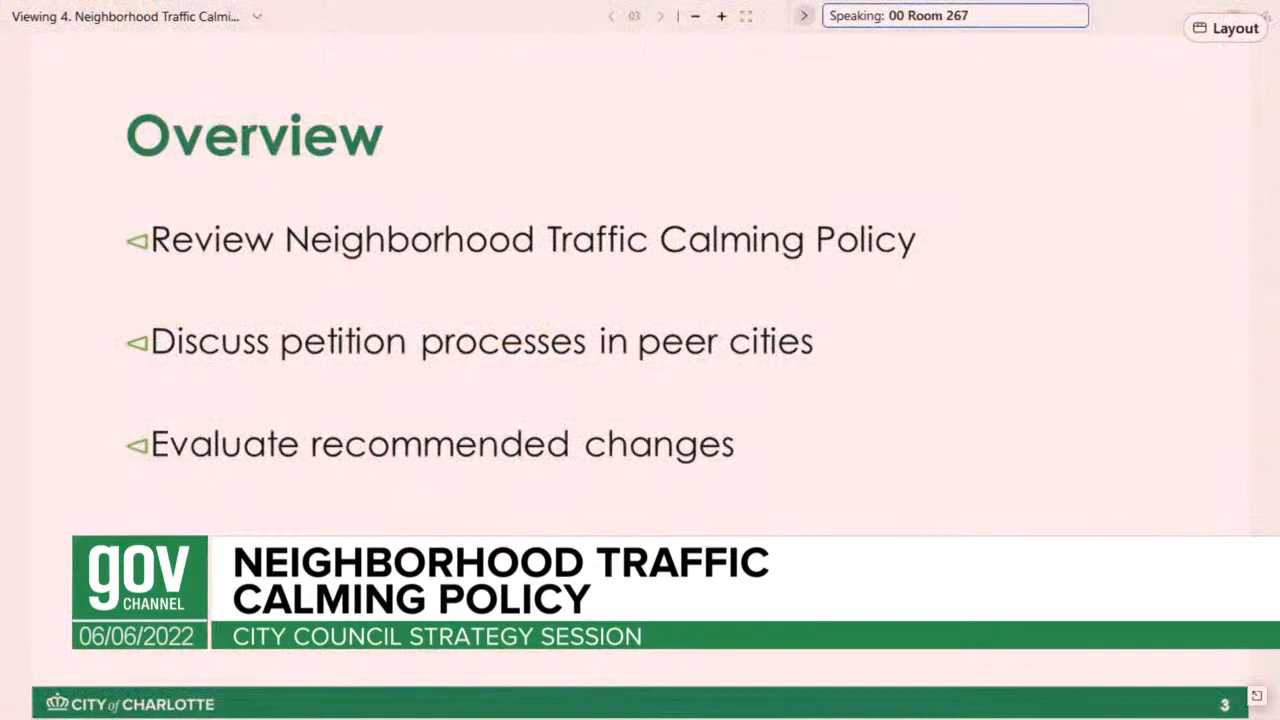 Viewing 4. Neighborhood Traffic Calmi...
03
Speaking: 00 Room 267
Layout
Overview
Review Neighborhood Traffic Calming Policy
Discuss petition processes in peer cities
Evaluate recommended changes
gov
CHANNEL
NEIGHBORHOOD TRAFFIC
CALMING POLICY
06/06/2022
CITY COUNCIL STRATEGY SESSION
CITY of CHARLOTTE
3